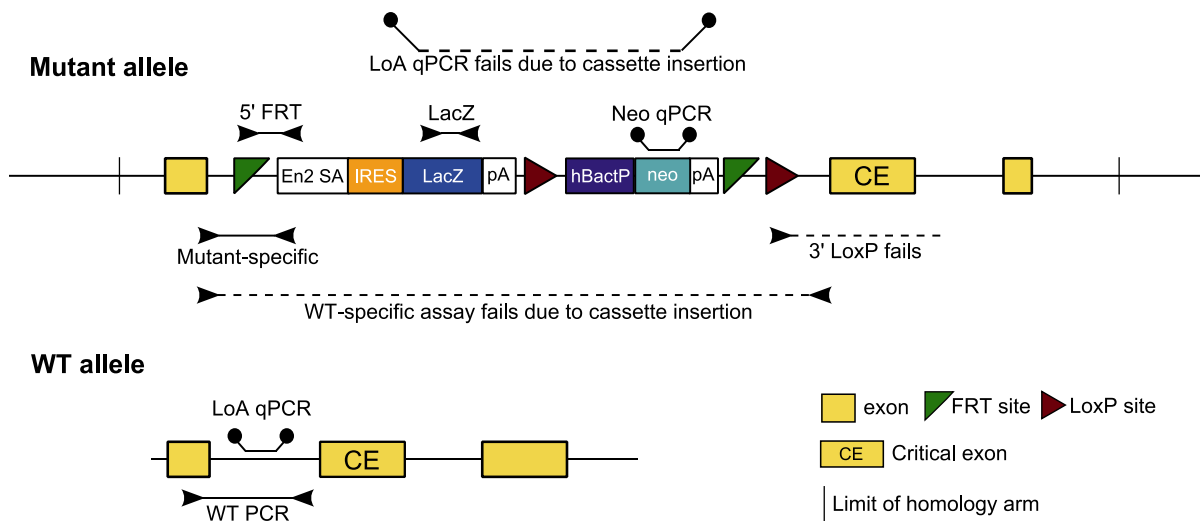 LoA qPCR fails due to cassette insertion
Mutant allele
5' FRT
LacZ
Neo qPCR
En2 SA
IRES
LacZ
pA
hBactP
neo
pA
CE
Mutant-specific
3' LoxP fails
WT-specific assay fails due to cassette insertion
WT allele
LoA qPCR
CE
WT PCR
exon
FRT site
LoxP site
CE
Critical exon
Limit of homology arm